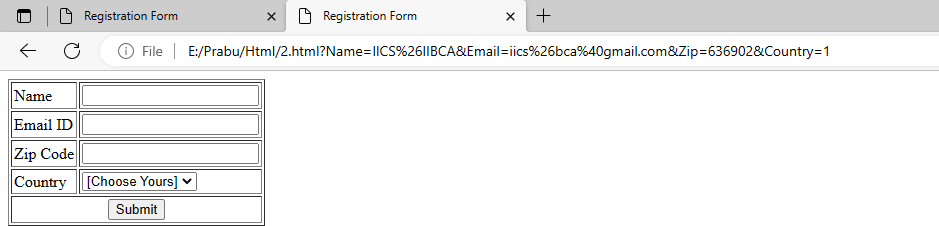 Registration Form
Registration Form
File E:/Prabu/Html/2.html?Name=IICS%26IIBCA&Email=iics%26bca%40gmail.com&Zip=636902&Country=1
Name
Email ID
Zip Code
Country [Choose Yours]
Submit